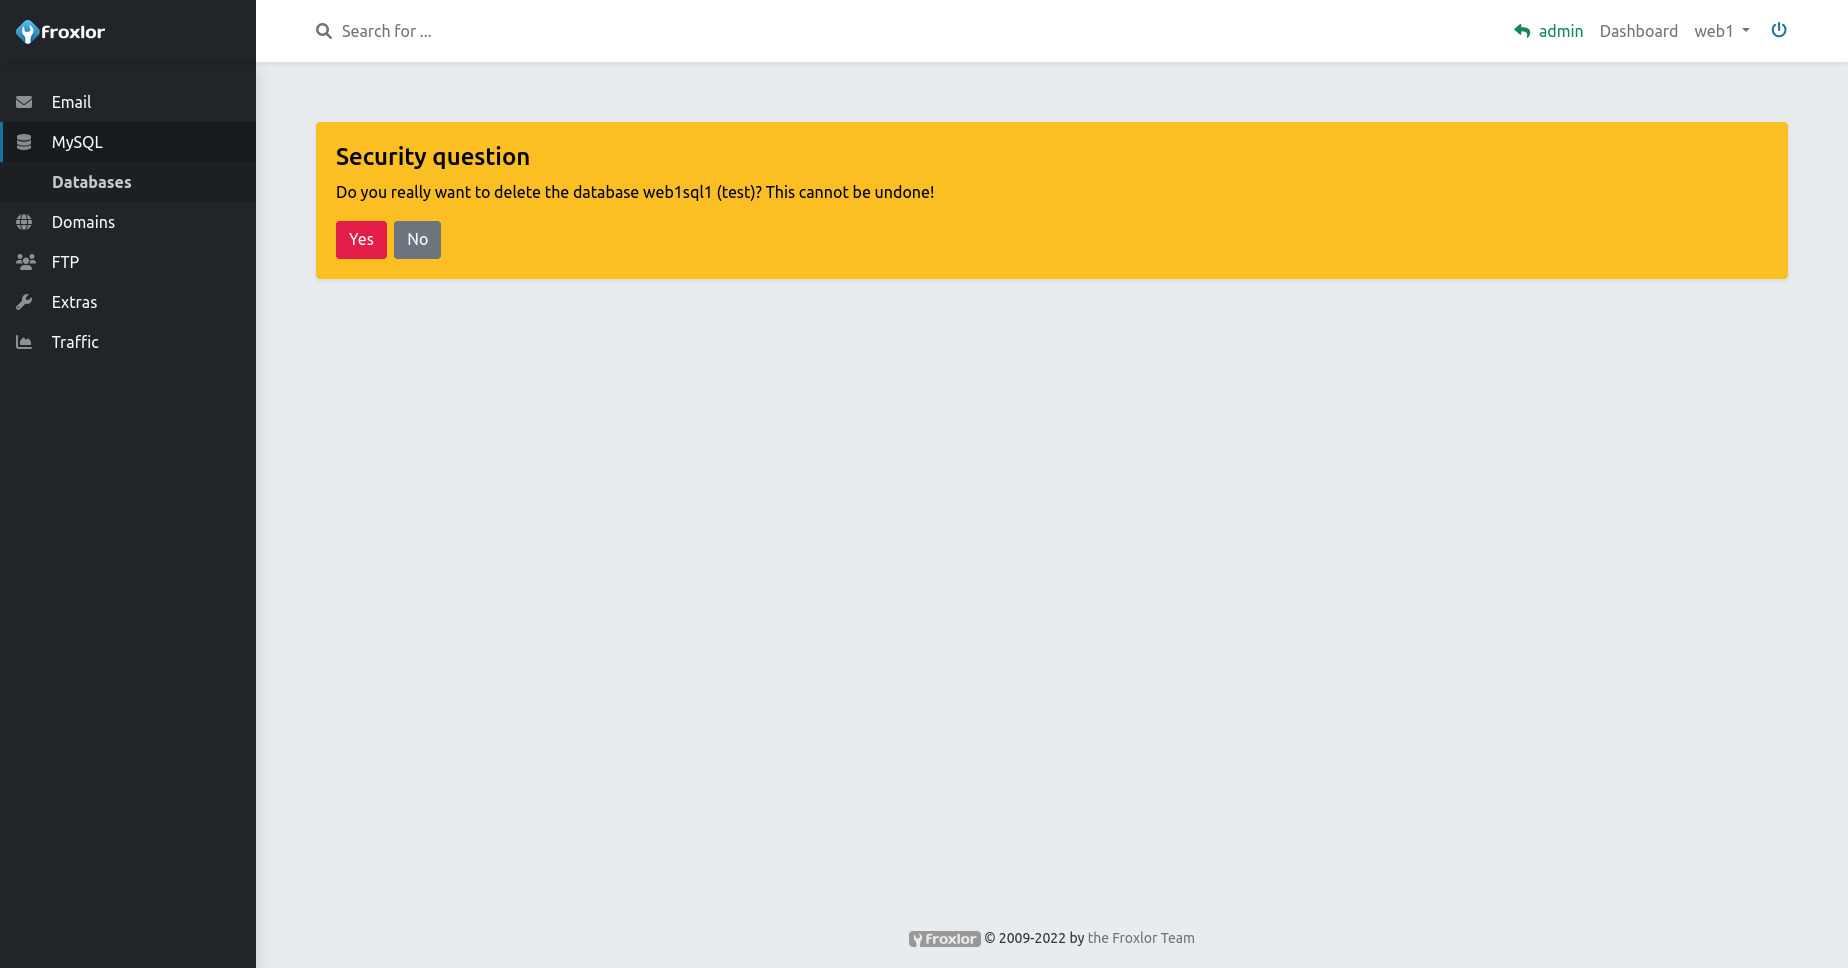 froxlor
Search for ...
admin Dashboard web1
Email
MySQL
Databases
Domains
FTP
Extras
Traffic
Security question
Do you really want to delete the database web1sql1 (test)? This cannot be undone!
Yes No
froxlor © 2009-2022 by the Froxlor Team